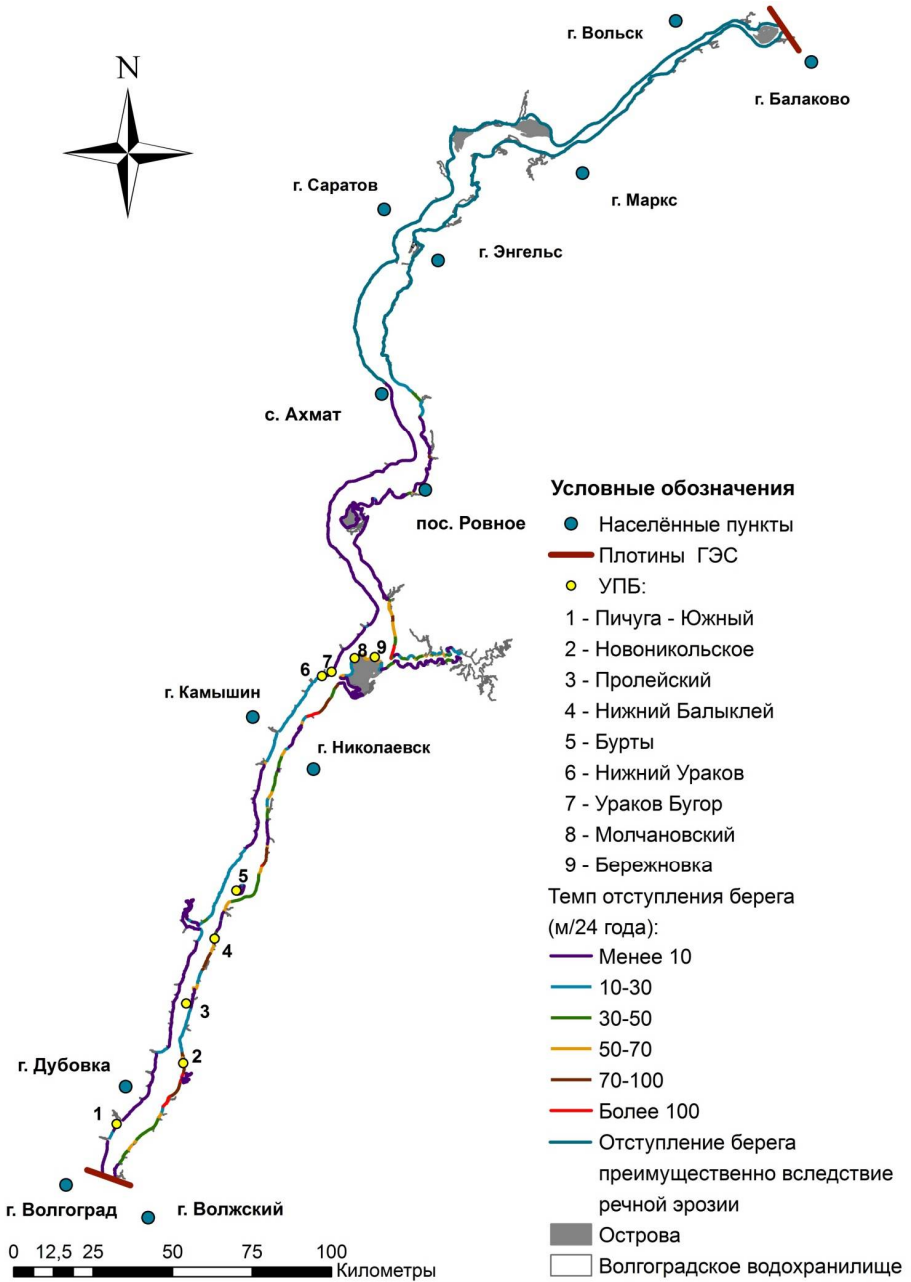 г. Вольск
г. Балаково
N
г. Маркс
г. Саратов
г. Энгельс
с. Ахмат
пос. Ровное
6
7
8
9
г. Камышин
г. Николаевск
5
4
3
2
г. Дубовка
1
г. Волгоград
г. Волжский
0 12,5 25 50 75 100
Километры
Условные обозначения
Населённые пункты
Плотины ГЭС
УПБ:
1 - Пичуга - Южный
2 - Новоникольское
3 - Пролейский
4 - Нижний Балыклей
5 - Бурты
6 - Нижний Ураков
7 - Ураков Бугор
8 - Молчановский
9 - Бережновка
Темп отступления берега
(м/24 года):
Менее 10
10-30
30-50
50-70
70-100
Более 100
Отступление берега
преимущественно вследствие
речной эрозии
Острова
Волгоградское водохранилище